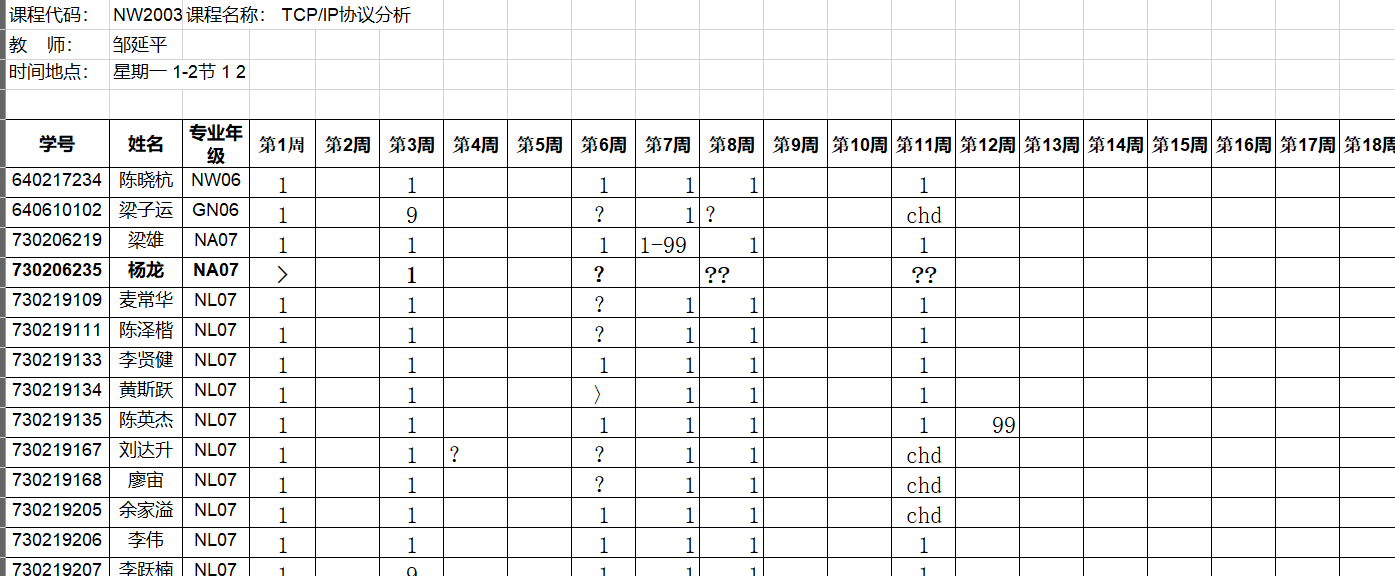 课程代码： NW2003 课程名称： TCP/IP协议分析
教 师： 邹延平
时间地点： 星期一 1-2节 1 2
学号 姓名 专业年级 第1周 第2周 第3周 第4周 第5周 第6周 第7周 第8周 第9周 第10周 第11周 第12周 第13周 第14周 第15周 第16周 第17周 第18周
640217234 陈晓杭 NW06 1 1 1 1 1 1
640610102 梁子运 GN06 1 9 ? 1 ? chd
730206219 梁雄 NA07 1 1 1 1-99 1 1
730206235 杨龙 NA07 > 1 ? ?? ??
730219109 麦常华 NL07 1 1 ? 1 1 1
730219111 陈泽楷 NL07 1 1 ? 1 1 1
730219133 李贤健 NL07 1 1 1 1 1 1
730219134 黄斯跃 NL07 1 1 〉 1 1 1
730219135 陈英杰 NL07 1 1 1 1 1 1 99
730219167 刘达升 NL07 1 1 ? ? 1 1 chd
730219168 廖宙 NL07 1 1 ? 1 1 chd
730219205 余家溢 NL07 1 1 1 1 1 chd
730219206 李伟 NL07 1 1 1 1 1 1
730219207 李跃楠 NL07 1 9 1 1 1 1